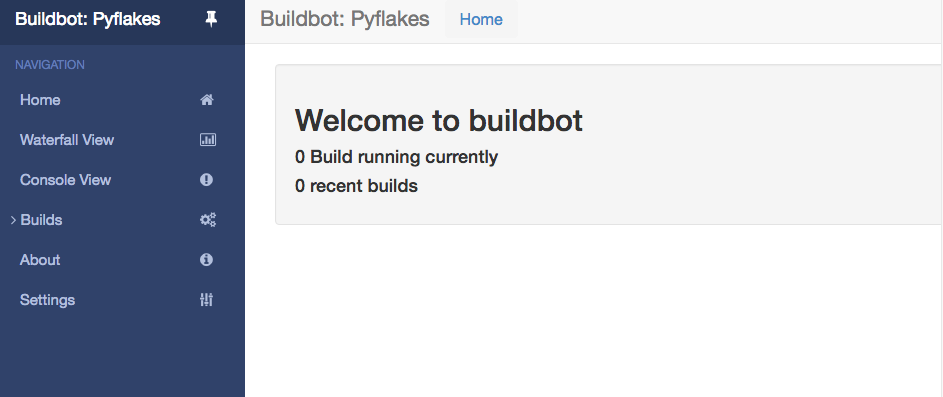 Buildbot: Pyflakes
NAVIGATION
Home
Waterfall View
Console View
Builds
About
Settings
Buildbot: Pyflakes Home
Welcome to buildbot
0 Build running currently
0 recent builds